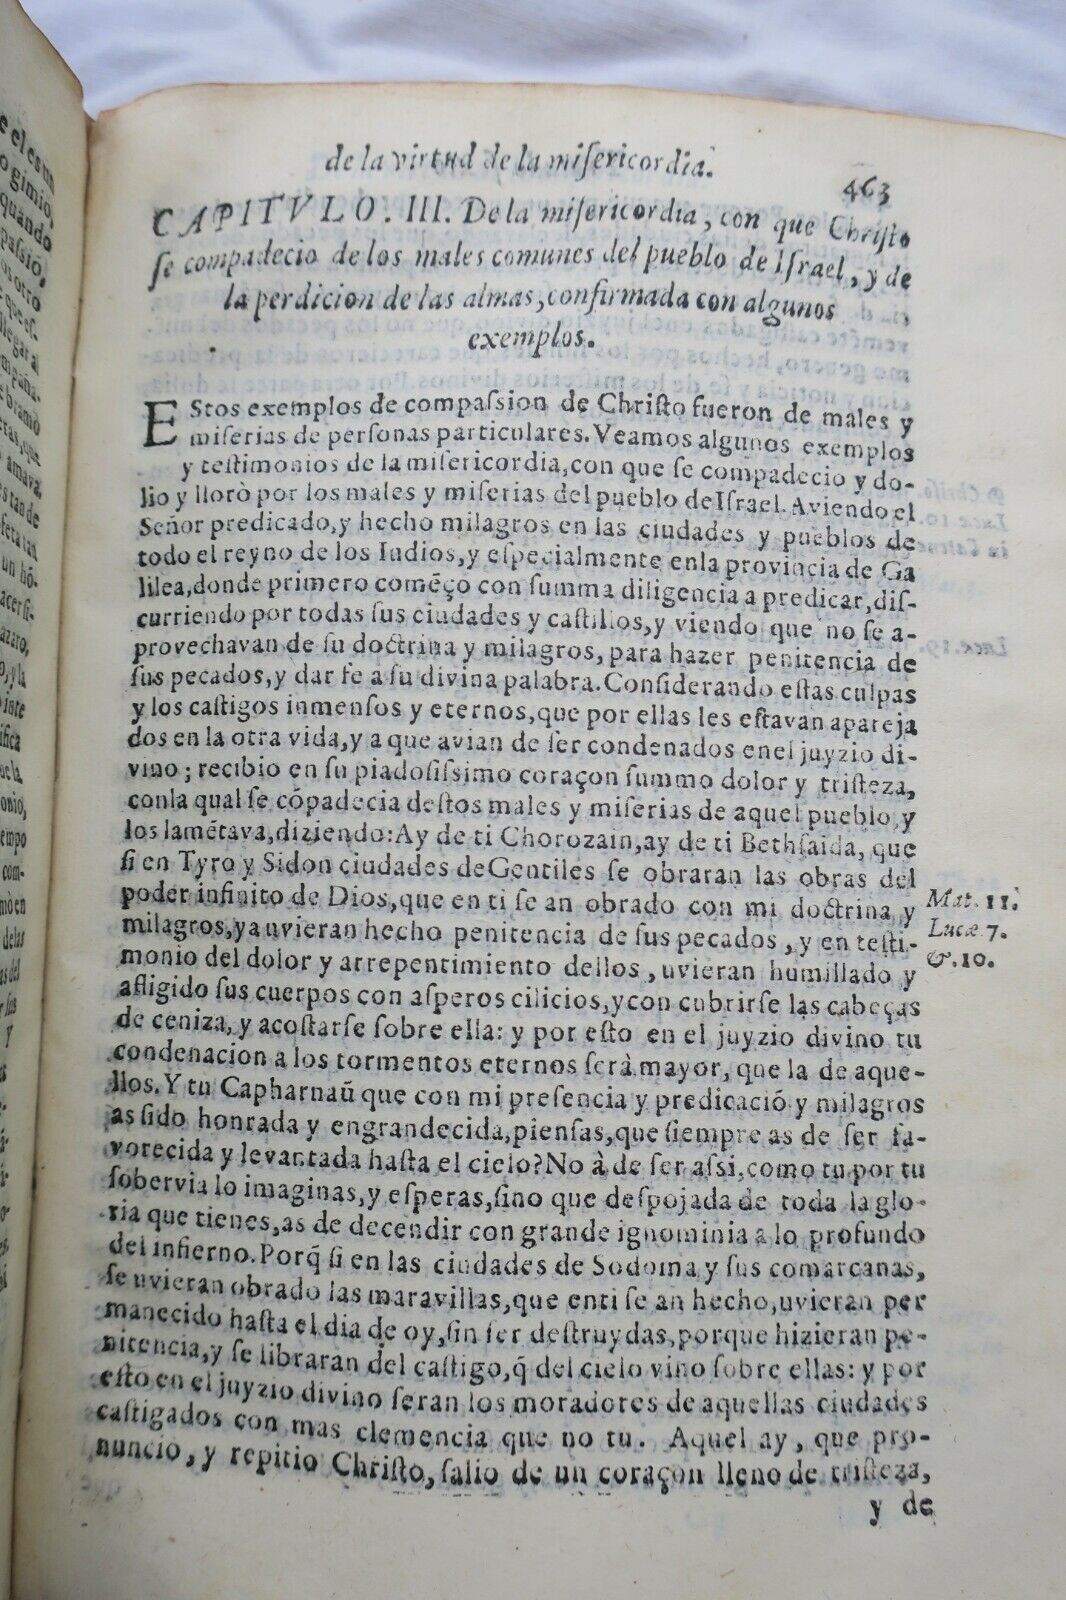 de la virtud de la miſericordia.
463
CAPITVLO. III. De la miſericordia, con que Chriſto
ſe compadecio de los males comunes del pueblo de Iſrael, y de
la perdicion de las almas, confirmada con algunos
exemplos.
EStos exemplos de compaſsion de Chriſto fueron de males y
miſerias de perſonas particulares. Veamos algunos exemplos
y teſtimonios de la miſericordia, con que ſe compadecio y do-
lio y llorò por los males y miſerias del pueblo de Iſrael. Aviendo el
Señor predicado, y hecho milagros en las ciudades y pueblos de
todo el reyno de los Iudios, y eſpecialmente enla provincia de Ga
lilea, donde primero comēço con ſumma diligencia a predicar, diſ-
curriendo por todas ſus ciudades y caſtillos, y viendo que no ſe a-
provechavan de ſu doctrina y milagros, para hazer penitencia de
ſus pecados, y dar fe a ſu divina palabra. Conſiderando eſtas culpas
y los caſtigos inmenſos y eternos, que por ellas les eſtavan apareja
dos en la otra vida, y a que avian de ſer condenados enel juyzio di-
vino; recibio en ſu piadoſiſsimo coraçon ſummo dolor y triſteza,
conla qual ſe cōpadecia deſtos males y miſerias de aquel pueblo, y
los lamētava, diziendo: Ay de ti Chorozain, ay de ti Bethſaida, que
ſi en Tyro y Sidon ciudades deGentiles ſe obraran las obras del
poder infinito de Dios, que en ti ſe an obrado con mi doctrina y
milagros, ya uvieran hecho penitencia de ſus pecados, y en teſti-
monio del dolor y arrepentimiento dellos, uvieran humillado y
afligido ſus cuerpos con aſperos cilicios, ycon cubrirſe las cabeças
de ceniza, y acoſtarſe ſobre ella: y por eſto en el juyzio divino tu
condenacion a los tormentos eternos ſerà mayor, que la de aque-
llos. Y tu Capharnaū que con mi preſencia y predicaciō y milagros
as ſido honrada y engrandecida, pienſas, que ſiempre as de ſer fa-
vorecida y levantada haſta el cielo? No à de ſer aſsi, como tu por tu
ſobervia lo imaginas, y eſperas, ſino que deſpojada de toda la glo-
ria que tienes, as de decendir con grande ignominia a lo profundo
del infierno. Porq̄ ſi en las ciudades de Sodoma y ſus comarcanas,
ſe uvieran obrado las maravillas, que enti ſe an hecho, uvieran per
manecido haſta el dia de oy, ſin ſer deſtruydas, porque hizieran pe-
nitencia, y ſe libraran del caſtigo, q̄ del cielo vino ſobre ellas: y por
eſto en el juyzio divino ſeran los moradores de aquellas ciudades
caſtigados con mas clemencia que no tu. Aquel ay, que pro-
nuncio, y repitio Chriſto, ſalio de un coraçon lleno de triſteza,
y de
Mat. 11.
Lucæ 7.
&. 10.